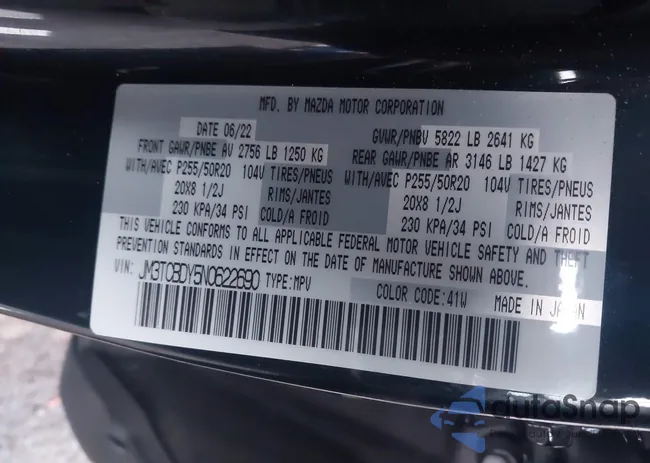 MFD. BY MAZDA MOTOR CORPORATION
DATE 06/22 GVWR/PNBV 5822 LB 2641 KG
FRONT GAWR/PNBE AV 2756 LB 1250 KG REAR GAWR/PNBE AR 3146 LB 1427 KG
WITH/AVEC P255/50R20 104V TIRES/PNEUS WITH/AVEC P255/50R20 104V TIRES/PNEUS
20X8 1/2J RIMS/JANTES 20X8 1/2J RIMS/JANTES
230 KPA/34 PSI COLD/A FROID 230 KPA/34 PSI COLD/A FROID
THIS VEHICLE CONFORMS TO ALL APPLICABLE FEDERAL MOTOR VEHICLE SAFETY AND THEFT
PREVENTION STANDARDS IN EFFECT ON THE DATE OF MANUFACTURE SHOWN ABOVE.
VIN: JM3TCBDY5N0622690 TYPE:MPV COLOR CODE:41W MADE IN JAPAN
autoSnap